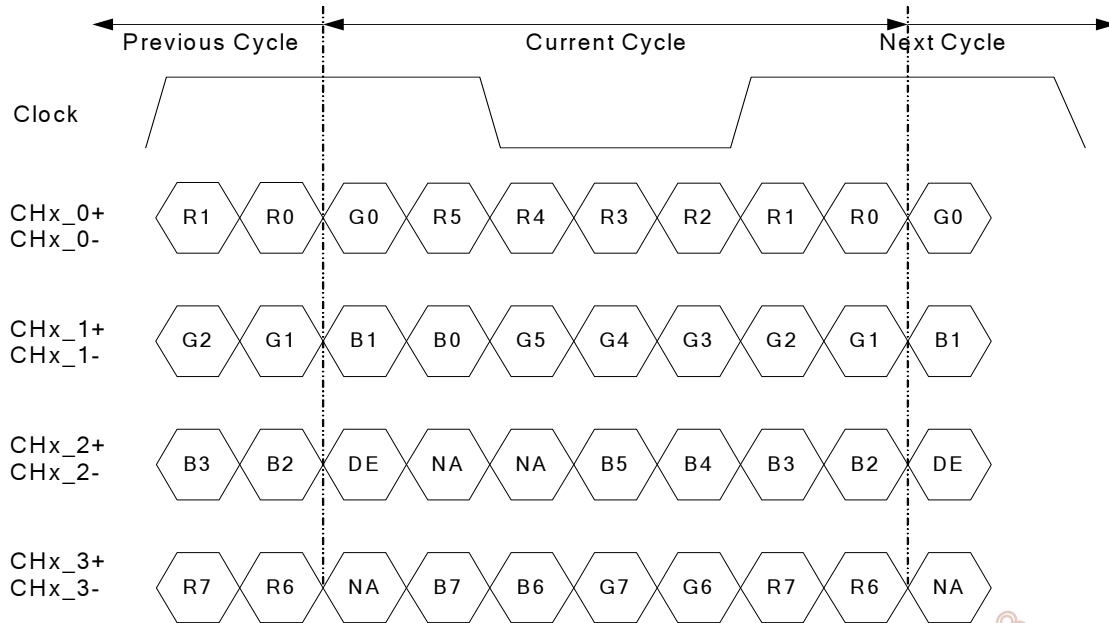 Previous Cycle Current Cycle Next Cycle
Clock
CHx_0+
CHx_0-
R1 R0 G0 R5 R4 R3 R2 R1 R0 G0
CHx_1+
CHx_1-
G2 G1 B1 B0 G5 G4 G3 G2 G1 B1
CHx_2+
CHx_2-
B3 B2 DE NA NA B5 B4 B3 B2 DE
CHx_3+
CHx_3-
R7 R6 NA B7 B6 G7 G6 R7 R6 NA